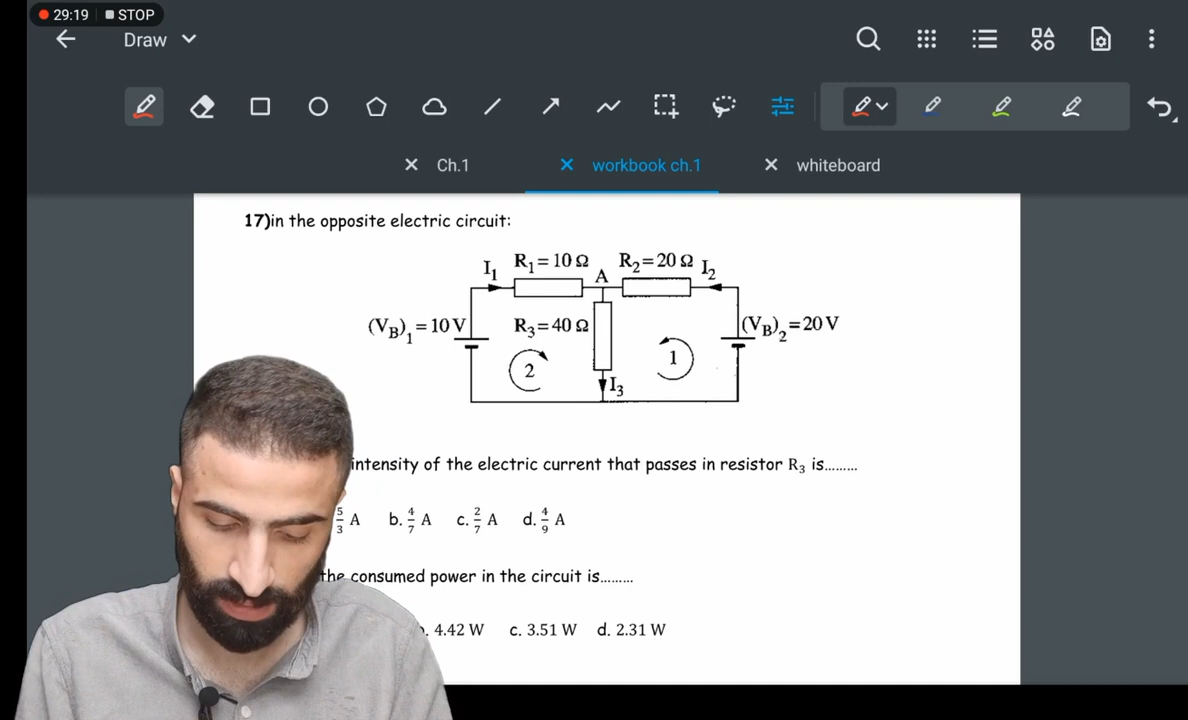 29:19 STOP
Draw
Ch.1 workbook ch.1 whiteboard
17)in the opposite electric circuit:
R₁ = 10 Ω A R₂ = 20 Ω
I₁ I₂
(V_B)₁ = 10 V R₃ = 40 Ω (V_B)₂ = 20 V
2 1
I₃
intensity of the electric current that passes in resistor R₃ is.........
5/3 A b. 4/7 A c. 2/7 A d. 4/9 A
the consumed power in the circuit is.........
4.42 W c. 3.51 W d. 2.31 W